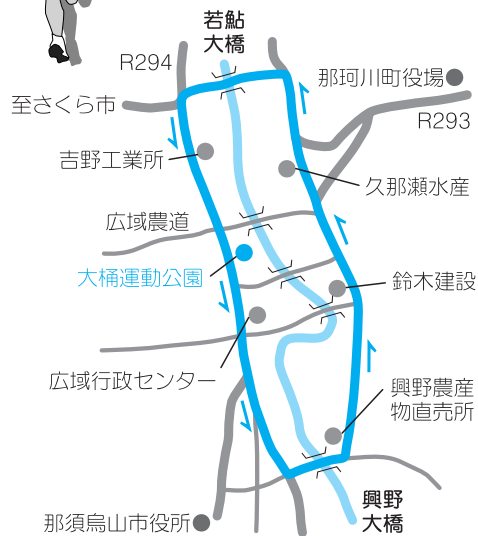 若鮎
大橋
R294
那珂川町役場
至さくら市
R293
吉野工業所
久那瀬水産
広域農道
大桶運動公園
鈴木建設
広域行政センター
興野農産
物直売所
興野
大橋
那須烏山市役所